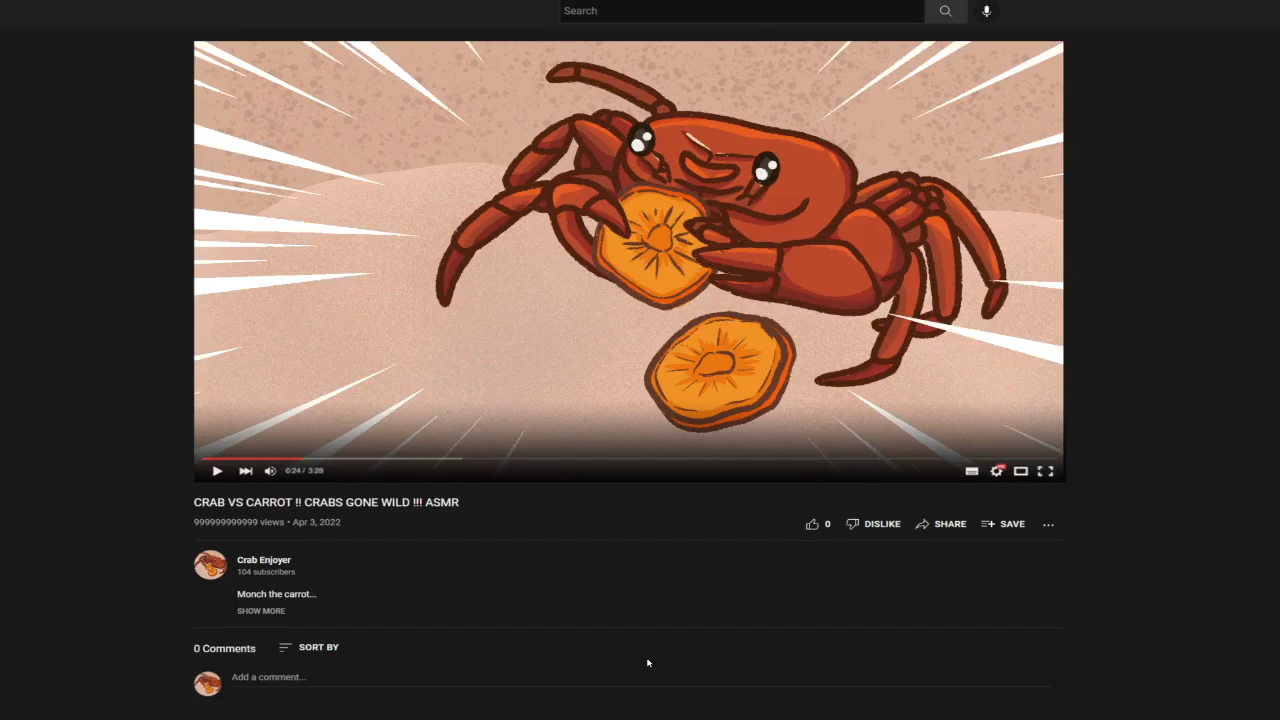 Search
0:24 / 3:28
CRAB VS CARROT !! CRABS GONE WILD !!! ASMR
999999999999 views • Apr 3, 2022
0 DISLIKE SHARE SAVE
Crab Enjoyer
104 subscribers
Monch the carrot...
SHOW MORE
0 Comments SORT BY
Add a comment...